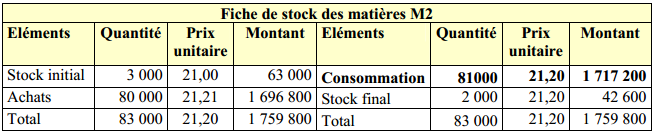 Fiche de stock des matières M2
Eléments Quantité Prix unitaire Montant Eléments Quantité Prix unitaire Montant
Stock initial 3 000 21,00 63 000 Consommation 81000 21,20 1 717 200
Achats 80 000 21,21 1 696 800 Stock final 2 000 21,20 42 600
Total 83 000 21,20 1 759 800 Total 83 000 21,20 1 759 800